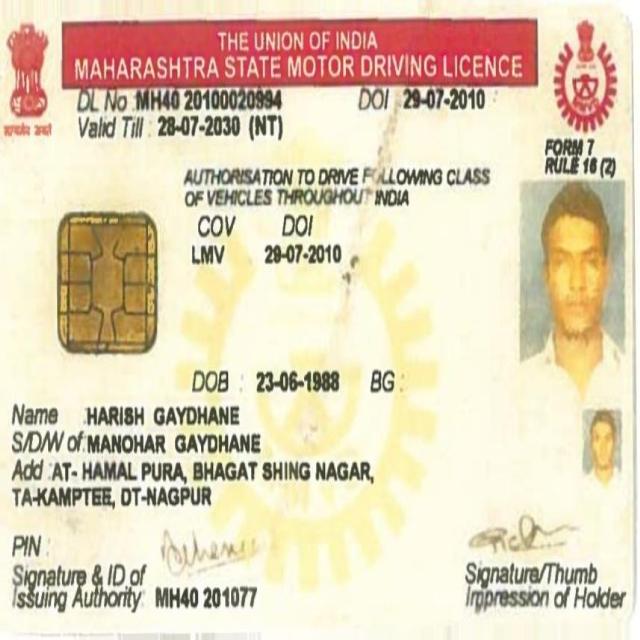 THE UNION OF INDIA
MAHARASHTRA STATE MOTOR DRIVING LICENCE
सत्यमेव जयते
DL No MH40 20100020994 DOI 29-07-2010
Valid Till : 28-07-2030 (NT)
FORM 7
RULE 16 (2)
AUTHORISATION TO DRIVE FOLLOWING CLASS
OF VEHICLES THROUGHOUT INDIA
COV DOI
LMV 29-07-2010
DOB : 23-06-1988 BG :
Name HARISH GAYDHANE
S/D/W of MANOHAR GAYDHANE
Add AT- HAMAL PURA, BHAGAT SHING NAGAR,
TA-KAMPTEE, DT-NAGPUR
PIN :
Signature & ID of
Issuing Authority MH40 201077
Signature/Thumb
Impression of Holder